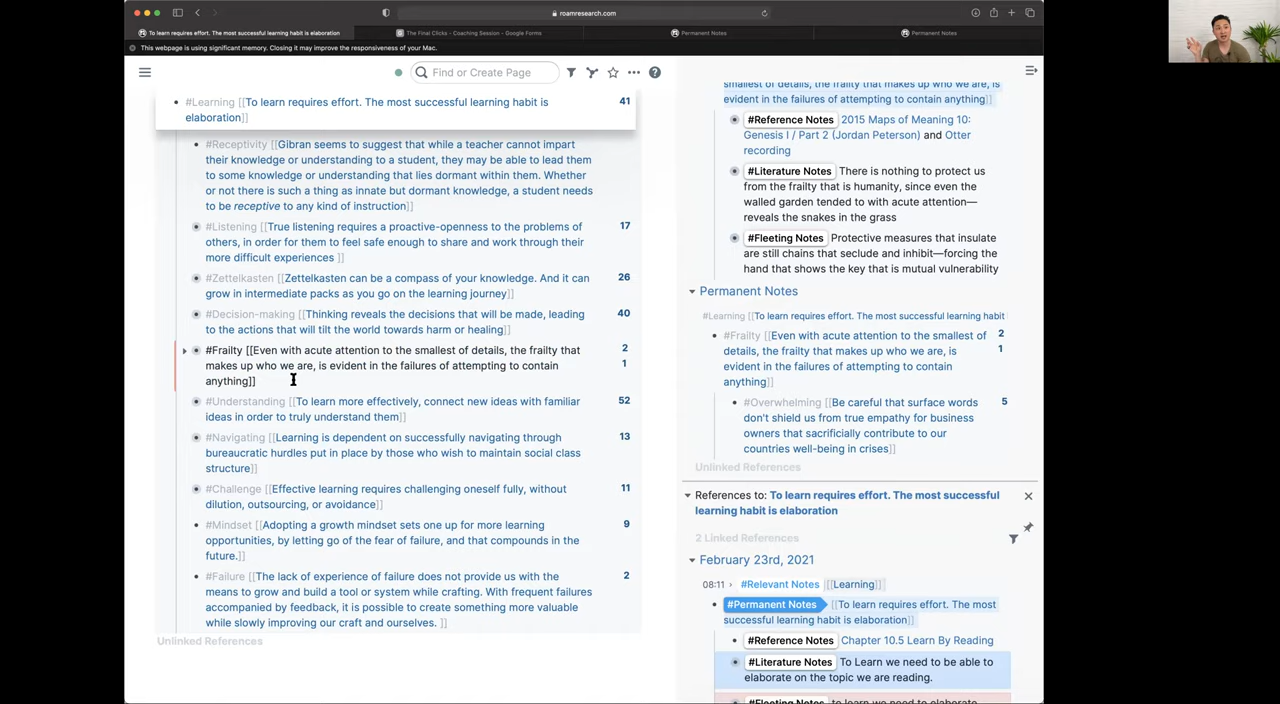 roamresearch.com
To learn requires effort. The most successful learning habit is elaboration
The Final Clicks - Coaching Session - Google Forms
Permanent Notes
Permanent Notes
This webpage is using significant memory. Closing it may improve the responsiveness of your Mac.
Find or Create Page
#Learning [[To learn requires effort. The most successful learning habit is
elaboration]]
41
#Receptivity [[Gibran seems to suggest that while a teacher cannot impart
their knowledge or understanding to a student, they may be able to lead them
to some knowledge or understanding that lies dormant within them. Whether
or not there is such a thing as innate but dormant knowledge, a student needs
to be receptive to any kind of instruction]]
#Listening [[True listening requires a proactive-openness to the problems of
others, in order for them to feel safe enough to share and work through their
more difficult experiences ]]
17
#Zettelkasten [[Zettelkasten can be a compass of your knowledge. And it can
grow in intermediate packs as you go on the learning journey]]
26
#Decision-making [[Thinking reveals the decisions that will be made, leading
to the actions that will tilt the world towards harm or healing]]
40
#Frailty [[Even with acute attention to the smallest of details, the frailty that
makes up who we are, is evident in the failures of attempting to contain
anything]]
2
1
#Understanding [[To learn more effectively, connect new ideas with familiar
ideas in order to truly understand them]]
52
#Navigating [[Learning is dependent on successfully navigating through
bureaucratic hurdles put in place by those who wish to maintain social class
structure]]
13
#Challenge [[Effective learning requires challenging oneself fully, without
dilution, outsourcing, or avoidance]]
11
#Mindset [[Adopting a growth mindset sets one up for more learning
opportunities, by letting go of the fear of failure, and that compounds in the
future.]]
9
#Failure [[The lack of experience of failure does not provide us with the
means to grow and build a tool or system while crafting. With frequent failures
accompanied by feedback, it is possible to create something more valuable
while slowly improving our craft and ourselves. ]]
2
Unlinked References
smallest of details, the frailty that makes up who we are, is
evident in the failures of attempting to contain anything]]
#Reference Notes 2015 Maps of Meaning 10:
Genesis I / Part 2 (Jordan Peterson) and Otter
recording
#Literature Notes There is nothing to protect us
from the frailty that is humanity, since even the
walled garden tended to with acute attention—
reveals the snakes in the grass
#Fleeting Notes Protective measures that insulate
are still chains that seclude and inhibit—forcing the
hand that shows the key that is mutual vulnerability
Permanent Notes
#Learning [[To learn requires effort. The most successful learning habit
#Frailty [[Even with acute attention to the smallest of
details, the frailty that makes up who we are, is
evident in the failures of attempting to contain
anything]]
2
1
#Overwhelming [[Be careful that surface words
don't shield us from true empathy for business
owners that sacrificially contribute to our
countries well-being in crises]]
5
Unlinked References
References to: To learn requires effort. The most successful
learning habit is elaboration
2 Linked References
February 23rd, 2021
08:11 › #Relevant Notes [[Learning]]
#Permanent Notes [[To learn requires effort. The most
successful learning habit is elaboration]]
#Reference Notes Chapter 10.5 Learn By Reading
#Literature Notes To Learn we need to be able to
elaborate on the topic we are reading.
#Fleeting Notes to learn we need to elaborate